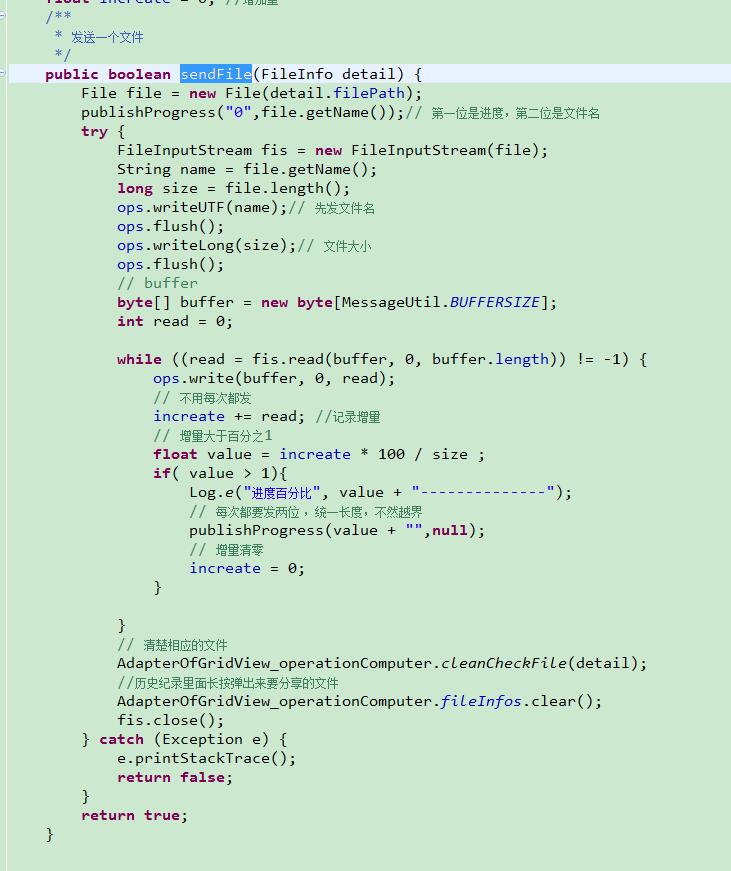 float increate = 0; //增加量
/**
* 发送一个文件
*/
public boolean sendFile(FileInfo detail) {
File file = new File(detail.filePath);
publishProgress("0",file.getName());// 第一位是进度，第二位是文件名
try {
FileInputStream fis = new FileInputStream(file);
String name = file.getName();
long size = file.length();
ops.writeUTF(name);// 先发文件名
ops.flush();
ops.writeLong(size);// 文件大小
ops.flush();
// buffer
byte[] buffer = new byte[MessageUtil.BUFFERSIZE];
int read = 0;
while ((read = fis.read(buffer, 0, buffer.length)) != -1) {
ops.write(buffer, 0, read);
// 不用每次都发
increate += read; //记录增量
// 增量大于百分之1
float value = increate * 100 / size ;
if( value > 1){
Log.e("进度百分比", value + "--------------");
// 每次都要发两位 ，统一长度，不然越界
publishProgress(value + "",null);
// 增量清零
increate = 0;
}
}
// 清楚相应的文件
AdapterOfGridView_operationComputer.cleanCheckFile(detail);
//历史纪录里面长按弹出来要分享的文件
AdapterOfGridView_operationComputer.fileInfos.clear();
fis.close();
} catch (Exception e) {
e.printStackTrace();
return false;
}
return true;
}